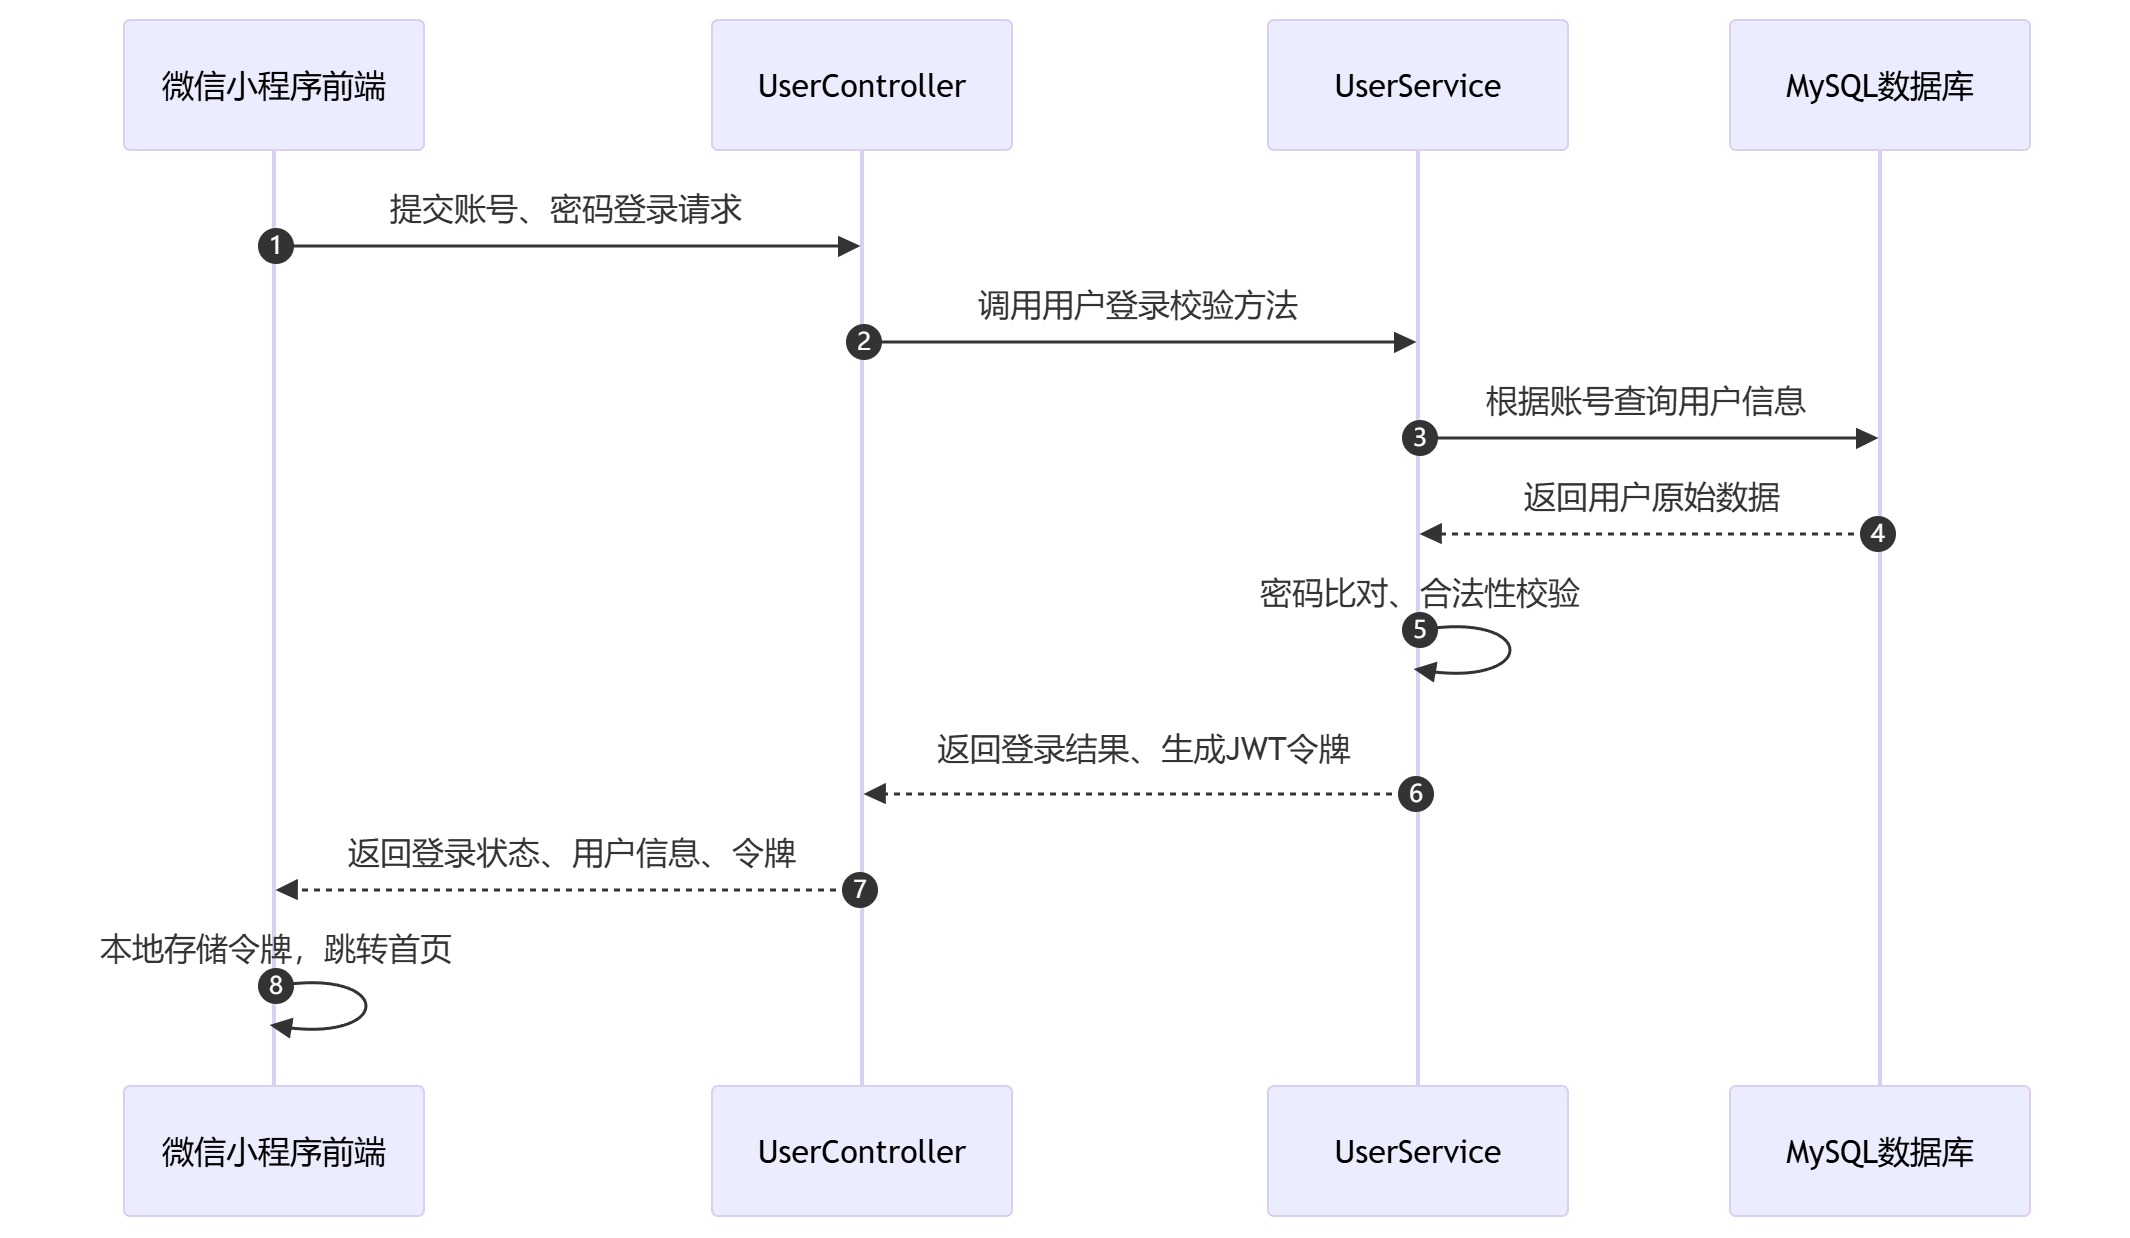 微信小程序前端
UserController
UserService
MySQL数据库
提交账号、密码登录请求
1
调用用户登录校验方法
2
根据账号查询用户信息
3
返回用户原始数据
4
密码比对、合法性校验
5
返回登录结果、生成JWT令牌
6
返回登录状态、用户信息、令牌
7
本地存储令牌，跳转首页
8
微信小程序前端
UserController
UserService
MySQL数据库